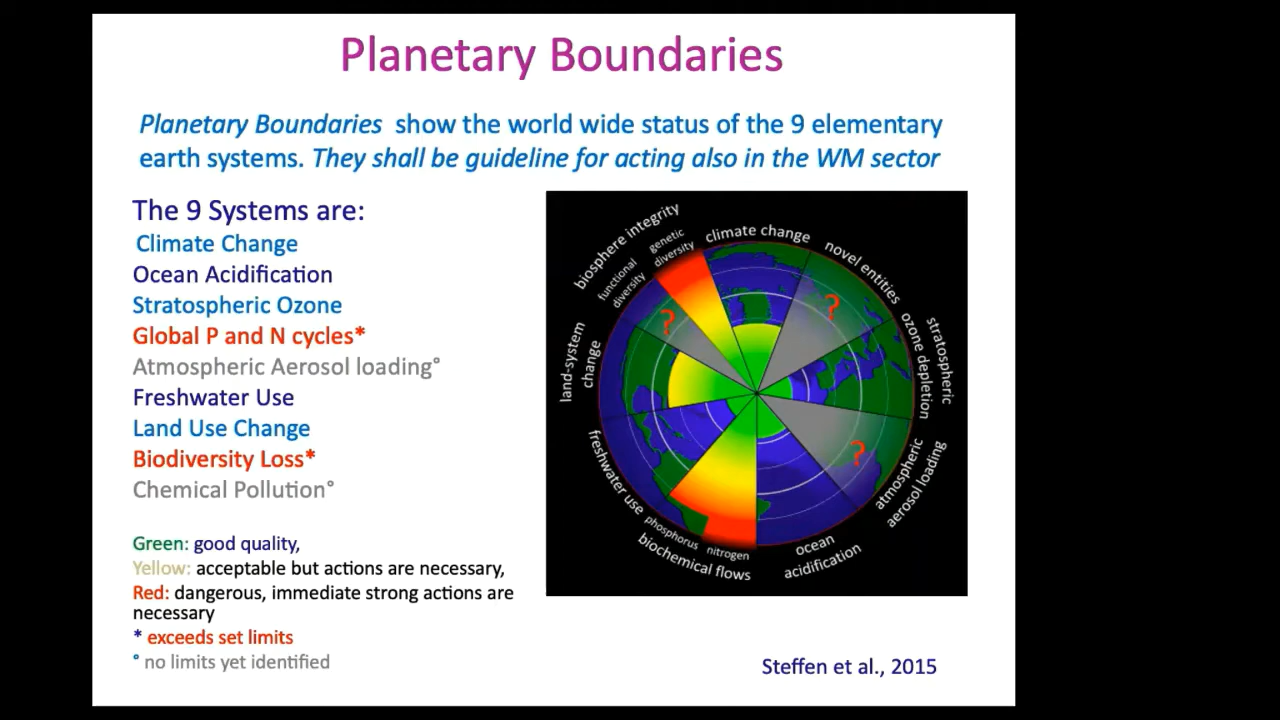 Planetary Boundaries
Planetary Boundaries show the world wide status of the 9 elementary
earth systems. They shall be guideline for acting also in the WM sector
The 9 Systems are:
Climate Change
Ocean Acidification
Stratospheric Ozone
Global P and N cycles*
Atmospheric Aerosol loading°
Freshwater Use
Land Use Change
Biodiversity Loss*
Chemical Pollution°
Green: good quality,
Yellow: acceptable but actions are necessary,
Red: dangerous, immediate strong actions are
necessary
* exceeds set limits
° no limits yet identified
biosphere integrity
genetic
diversity
functional
diversity
climate change
novel entities
?
?
stratospheric
ozone depletion
land-system
change
?
atmospheric
aerosol loading
freshwater use
phosphorus
nitrogen
biochemical flows
ocean
acidification
Steffen et al., 2015